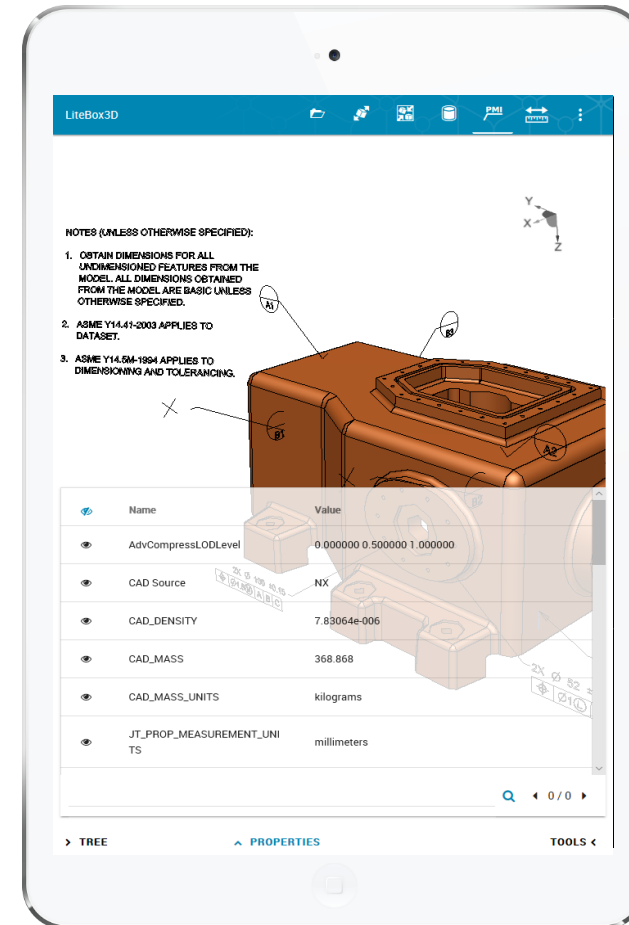 LiteBox3D
PMI
Y
X
Z
NOTES (UNLESS OTHERWISE SPECIFIED):
1. OBTAIN DIMENSIONS FOR ALL
UNDIMENSIONED FEATURES FROM THE
MODEL. ALL DIMENSIONS OBTAINED
FROM THE MODEL ARE BASIC UNLESS
OTHERWISE SPECIFIED.
2. ASME Y14.41-2003 APPLIES TO
DATASET.
3. ASME Y14.5M-1994 APPLIES TO
DIMENSIONING AND TOLERANCING.
A1
B3
B1
A2
Name Value
AdvCompressLODLevel 0.000000 0.500000 1.000000
CAD Source NX
CAD_DENSITY 7.83064e-006
CAD_MASS 368.868
CAD_MASS_UNITS kilograms
JT_PROP_MEASUREMENT_UNI
TS
millimeters
2X Ø 52
0/0
TREE PROPERTIES TOOLS